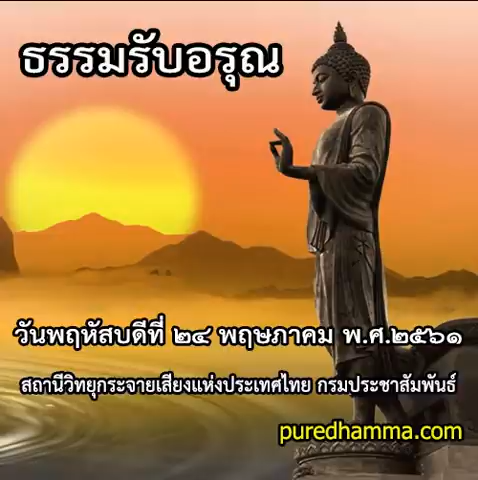 ธรรมรับอรุณ
วันพฤหัสบดีที่ ๒๔ พฤษภาคม พ.ศ.๒๕๖๑
สถานีวิทยุกระจายเสียงแห่งประเทศไทย กรมประชาสัมพันธ์
puredhamma.com